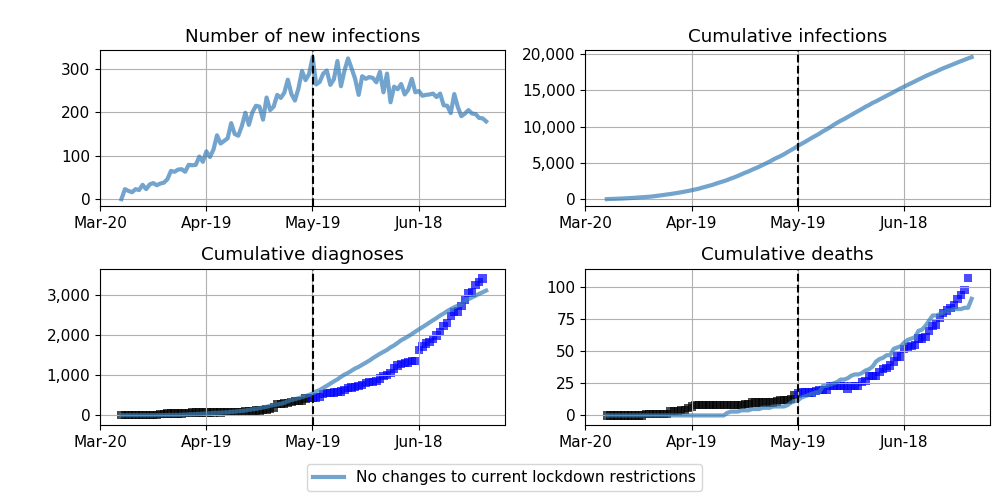 Number of new infections
300
200
100
0
Mar-20 Apr-19 May-19 Jun-18
Cumulative infections
20,000
15,000
10,000
5,000
0
Mar-20 Apr-19 May-19 Jun-18
Cumulative diagnoses
3,000
2,000
1,000
0
Mar-20 Apr-19 May-19 Jun-18
Cumulative deaths
100
75
50
25
0
Mar-20 Apr-19 May-19 Jun-18
No changes to current lockdown restrictions